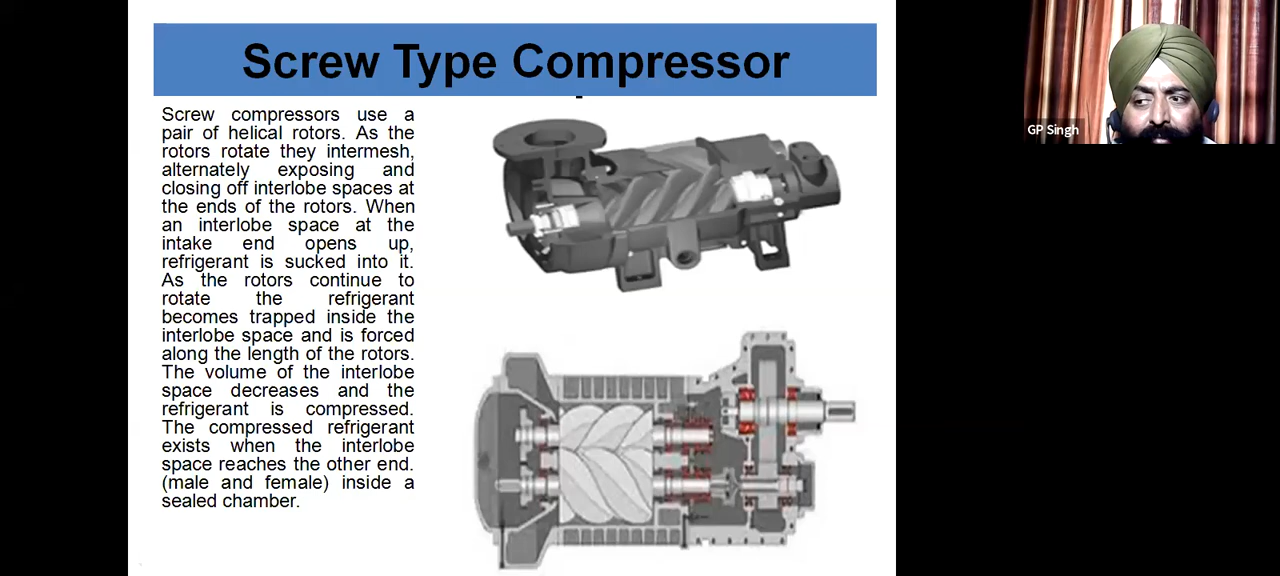 Screw Type Compressor
Screw compressors use a
pair of helical rotors. As the
rotors rotate they intermesh,
alternately exposing and
closing off interlobe spaces at
the ends of the rotors. When
an interlobe space at the
intake end opens up,
refrigerant is sucked into it.
As the rotors continue to
rotate the refrigerant
becomes trapped inside the
interlobe space and is forced
along the length of the rotors.
The volume of the interlobe
space decreases and the
refrigerant is compressed.
The compressed refrigerant
exists when the interlobe
space reaches the other end.
(male and female) inside a
sealed chamber.
GP Singh